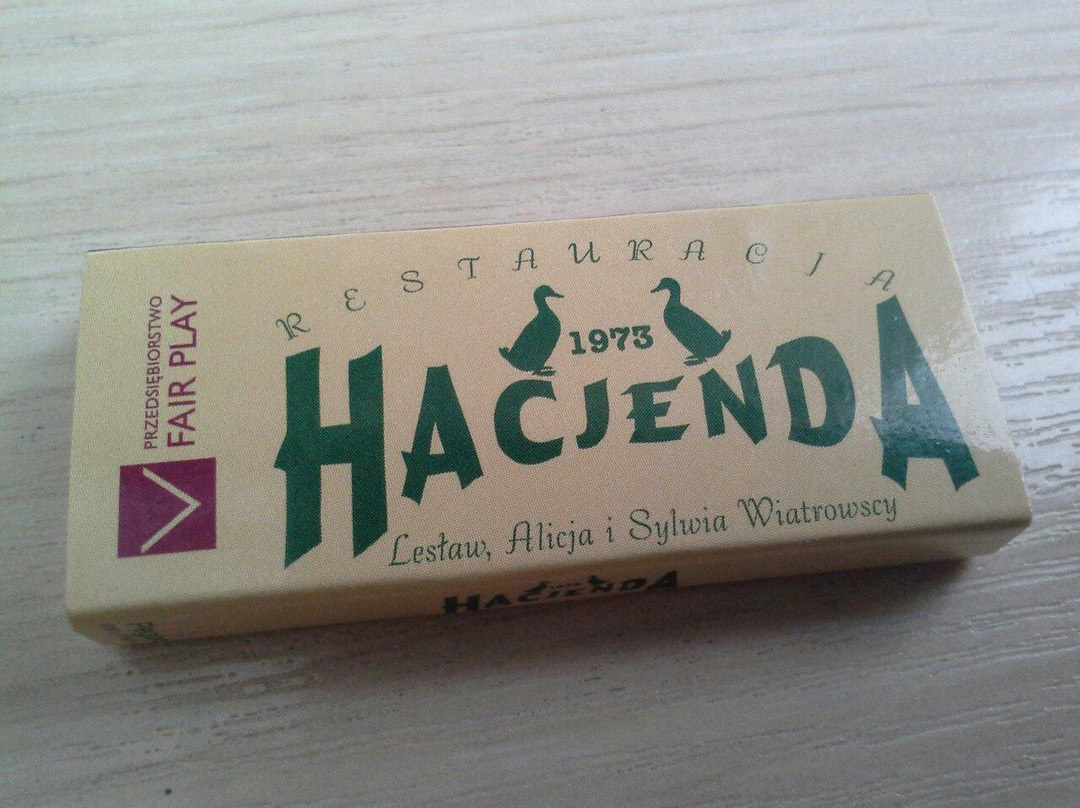 PRZEDSIĘBIORSTWO
FAIR PLAY
RESTAURACJA
1973
HACJENDA
Lesław, Alicja i Sylwia Wiatrowscy
HACJENDA